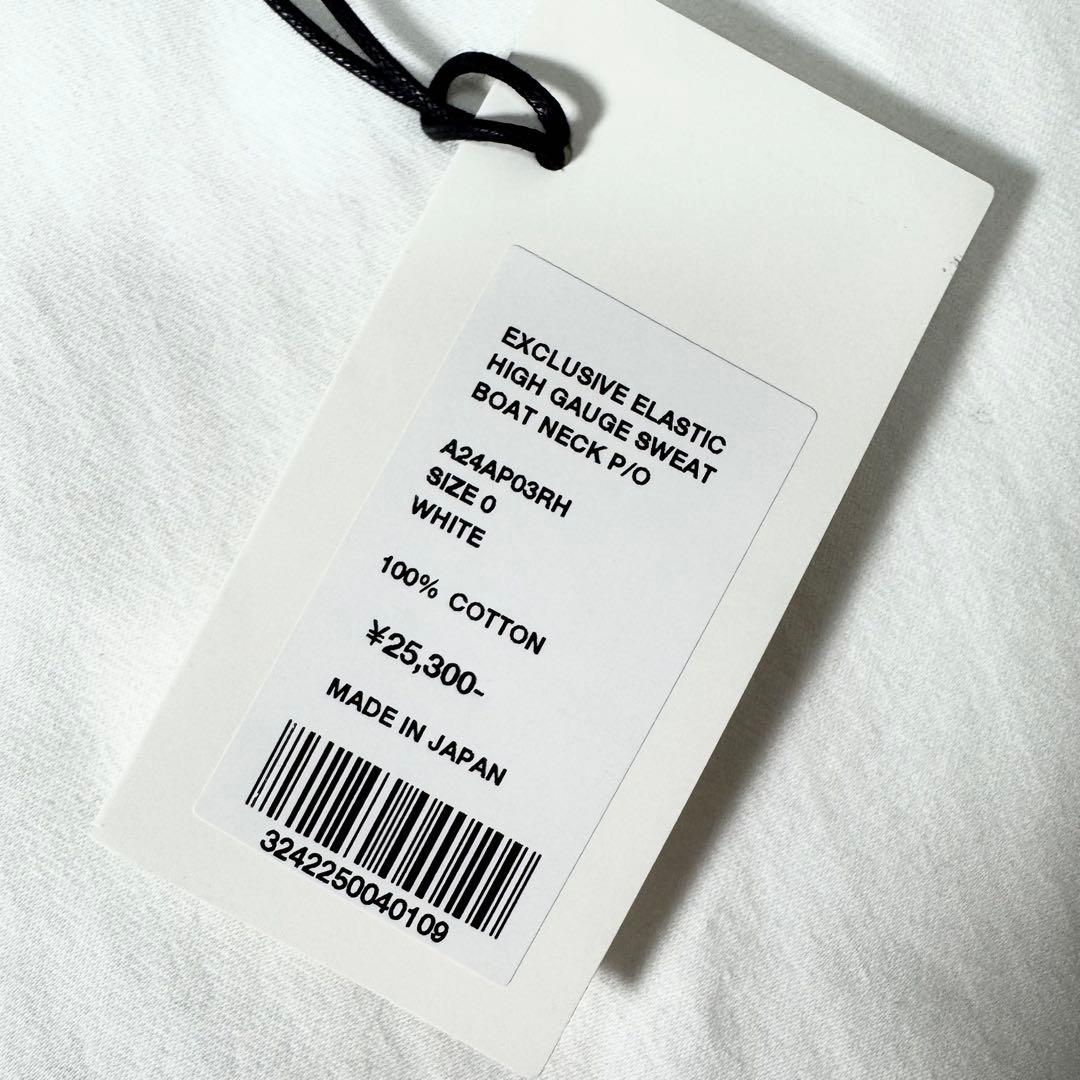 EXCLUSIVE ELASTIC
HIGH GAUGE SWEAT
BOAT NECK P/O
A24AP03RH
SIZE 0
WHITE
100% COTTON
¥25,300-
MADE IN JAPAN
3242250040109